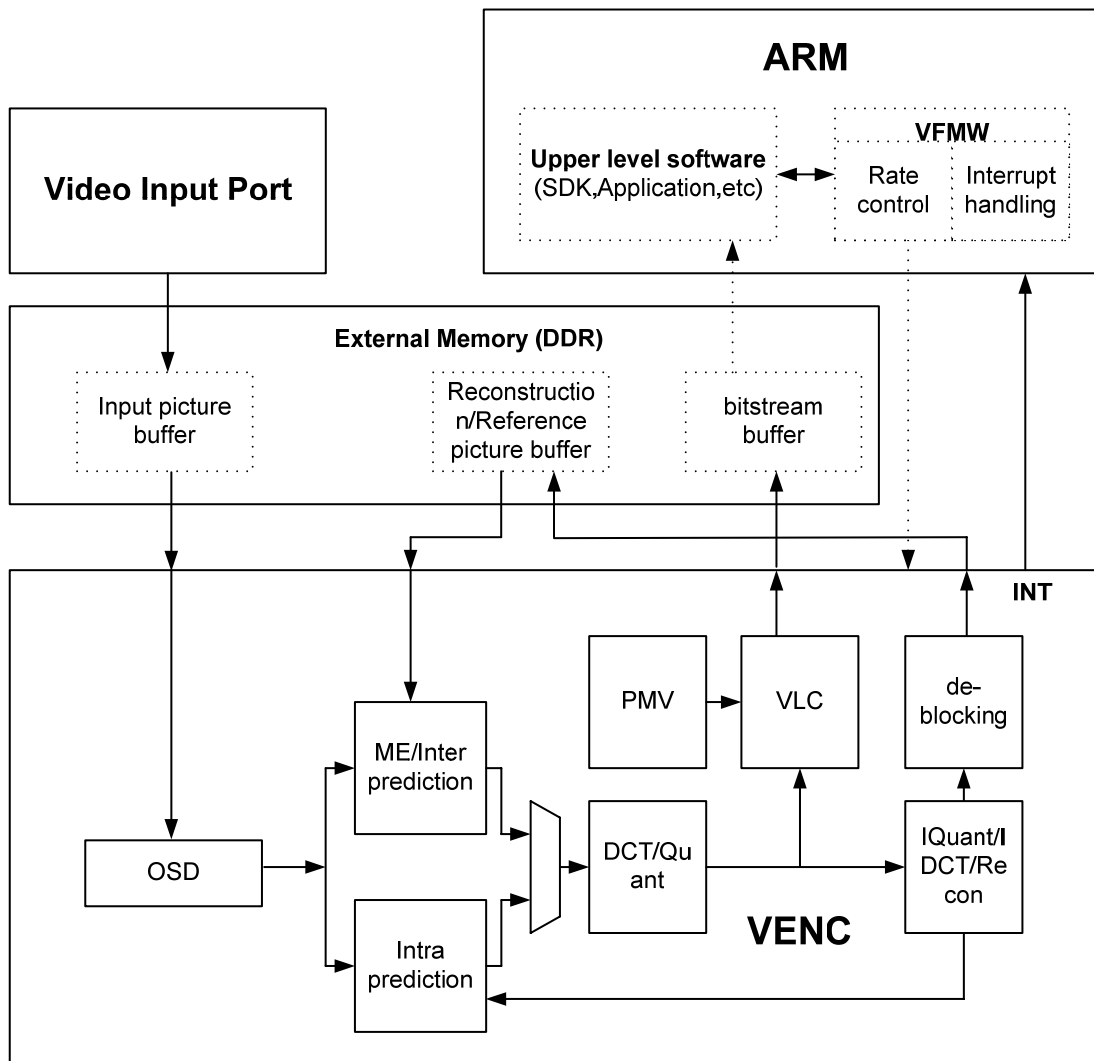 ARM
Video Input Port
Upper level software
(SDK,Application,etc)
VFMW
Rate
control
Interrupt
handling
External Memory (DDR)
Input picture
buffer
Reconstructio
n/Reference
picture buffer
bitstream
buffer
INT
PMV
VLC
de-
blocking
ME/Inter
prediction
OSD
DCT/Qu
ant
IQuant/I
DCT/Re
con
VENC
Intra
prediction